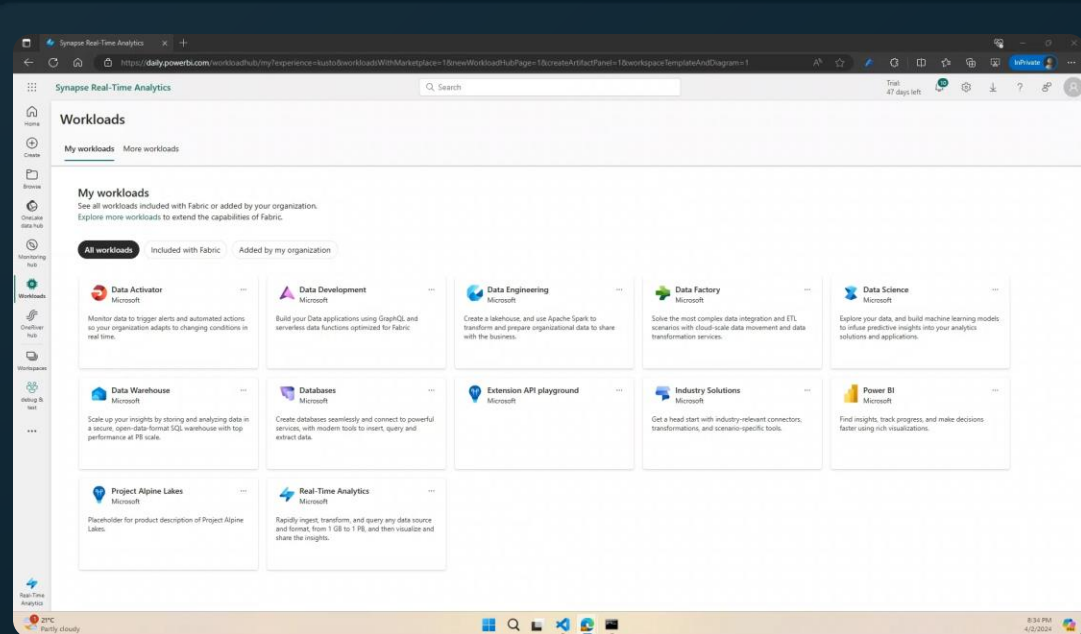 Synapse Real-Time Analytics
https://daily.powerbi.com/workloadhub/my?experience=kusto&workloadsWithMarketplace=1&newWorkloadHubPage=1&createArtifactPanel=1&workspaceTemplateAndDiagram=1
InPrivate
Synapse Real-Time Analytics
Search
Trial:
47 days left
Home
Create
Browse
OneLake
data hub
Monitoring
hub
Workloads
OneRiver
hub
Workspaces
debug &
test
Real-Time
Analytics
Workloads
My workloads
More workloads
My workloads
See all workloads included with Fabric or added by your organization.
Explore more workloads to extend the capabilities of Fabric.
All workloads
Included with Fabric
Added by my organization
Data Activator
Microsoft
Monitor data to trigger alerts and automated actions
so your organization adapts to changing conditions in
real time.
Data Development
Microsoft
Build your Data applications using GraphQL and
serverless data functions optimized for Fabric
Data Engineering
Microsoft
Create a lakehouse, and use Apache Spark to
transform and prepare organizational data to share
with the business.
Data Factory
Microsoft
Solve the most complex data integration and ETL
scenarios with cloud-scale data movement and data
transformation services.
Data Science
Microsoft
Explore your data, and build machine learning models
to infuse predictive insights into your analytics
solutions and applications.
Data Warehouse
Microsoft
Scale up your insights by storing and analyzing data in
a secure, open-data-format SQL warehouse with top
performance at PB scale.
Databases
Microsoft
Create databases seamlessly and connect to powerful
services, with modern tools to insert, query and
extract data.
Extension API playground
Microsoft
Industry Solutions
Microsoft
Get a head start with industry-relevant connectors,
transformations, and scenario-specific tools.
Power BI
Microsoft
Find insights, track progress, and make decisions
faster using rich visualizations.
Project Alpine Lakes
Microsoft
Placeholder for product description of Project Alpine
Lakes.
Real-Time Analytics
Microsoft
Rapidly ingest, transform, and query any data source
and format, from 1 GB to 1 PB, and then visualize and
share the insights.
21°C
Partly cloudy
8:34 PM
4/2/2024